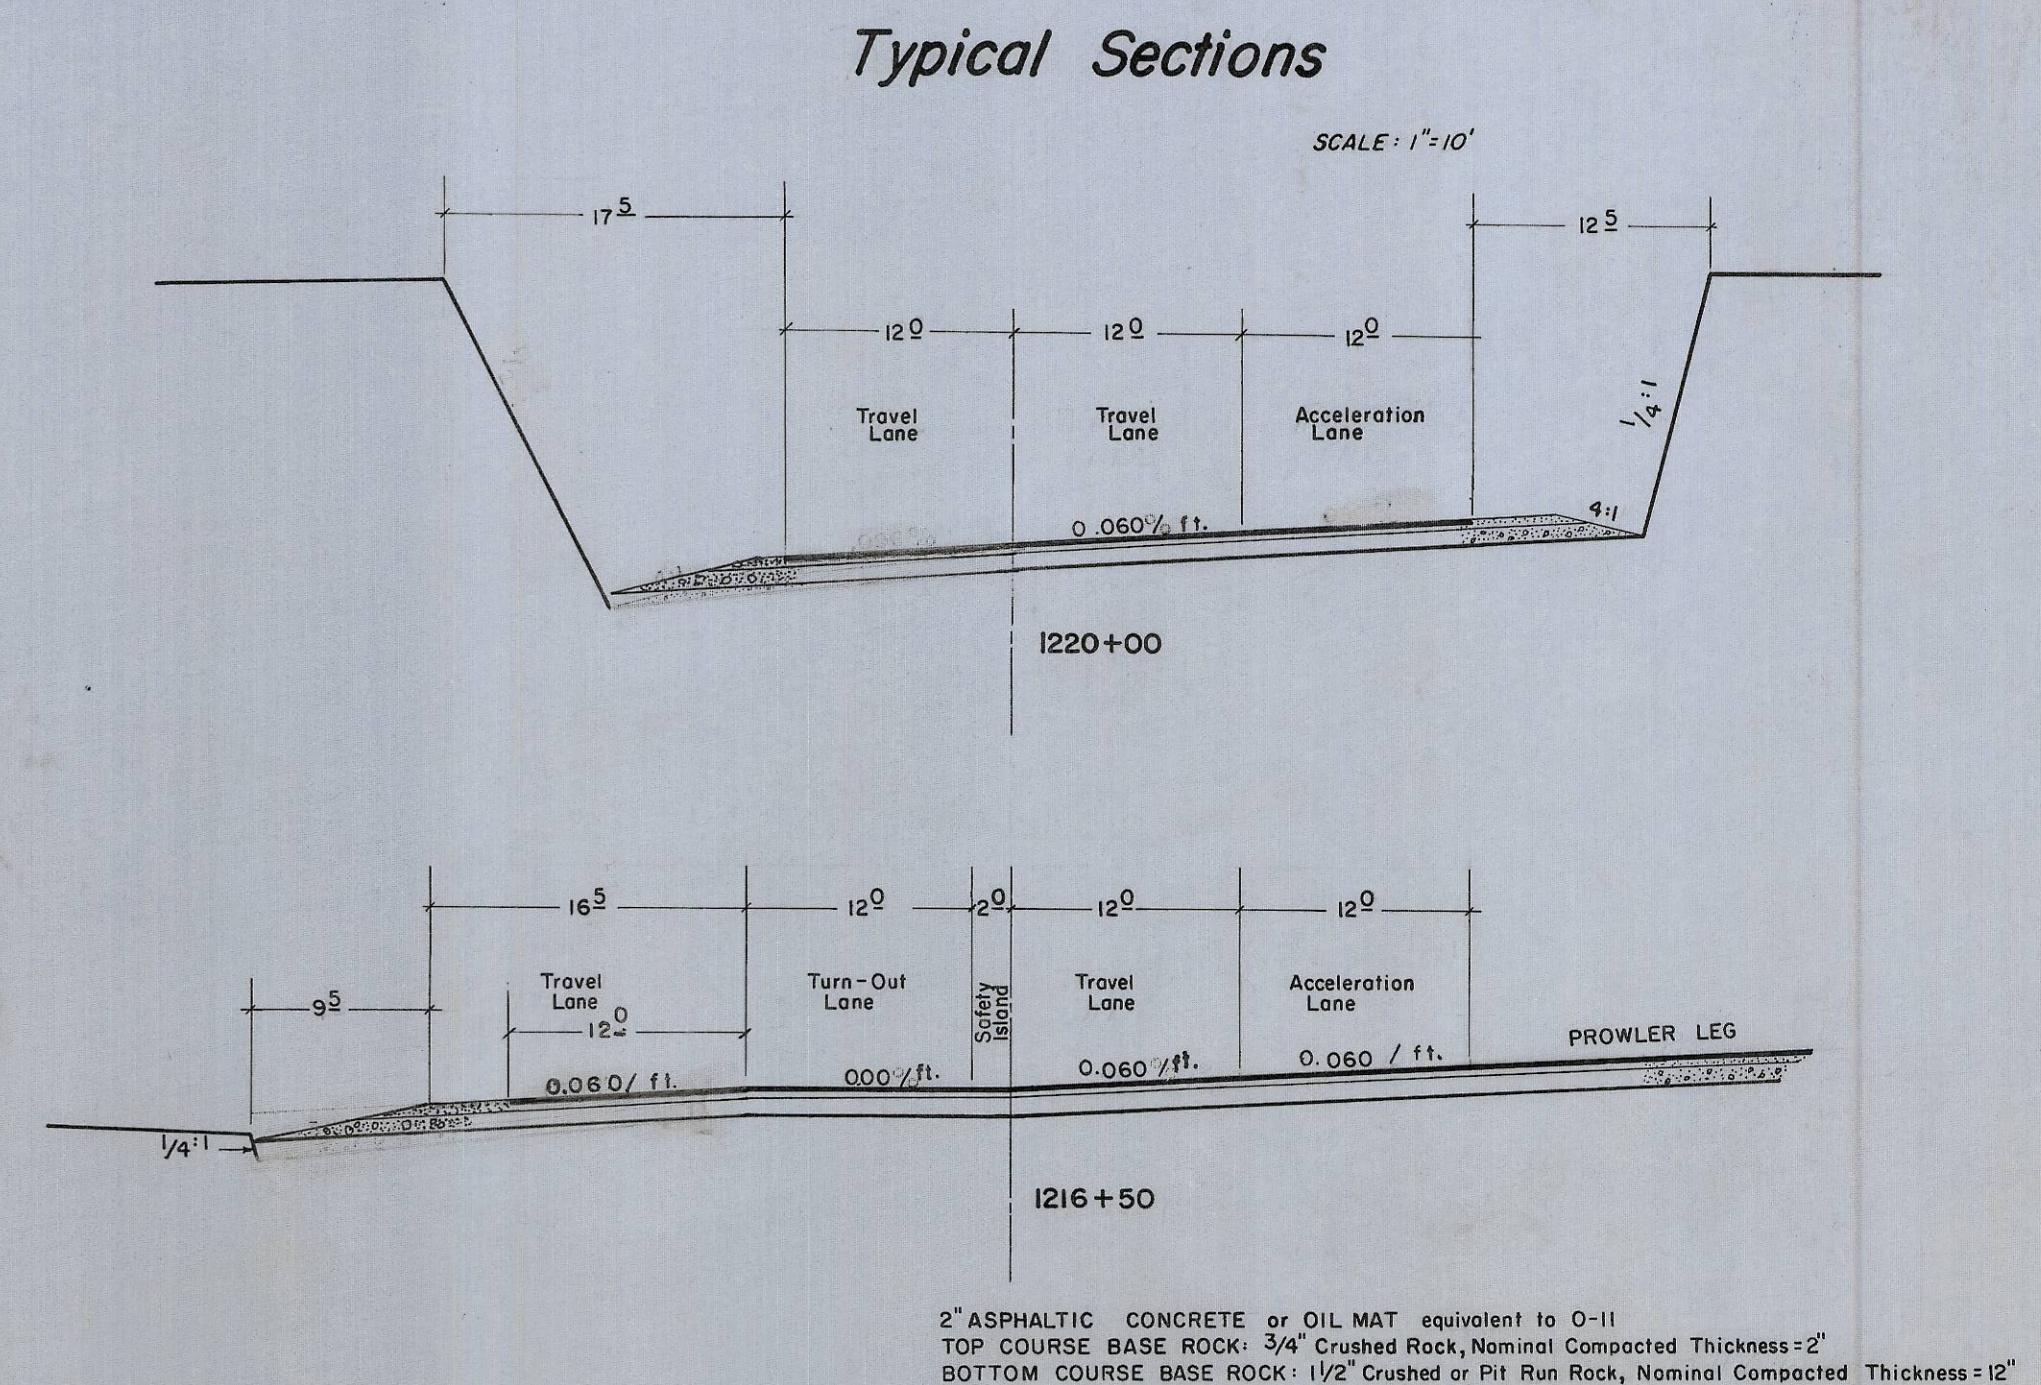 Typical Sections
SCALE: 1"=10'
17 5
12 5
12 0
12 0
12 0
1/4:1
Travel
Lane
Travel
Lane
Acceleration
Lane
4:1
0.060%/ft.
1220+00
16 5
12 0
2 0
12 0
12 0
9 5
Travel
Lane
12 0
Turn-Out
Lane
Safety
Island
Travel
Lane
Acceleration
Lane
PROWLER LEG
0.060/ ft.
0.00%/ft.
0.060%/ft.
0.060 / ft.
1/4:1
1216+50
2" ASPHALTIC CONCRETE or OIL MAT equivalent to O-11
TOP COURSE BASE ROCK: 3/4" Crushed Rock, Nominal Compacted Thickness=2"
BOTTOM COURSE BASE ROCK: 1 1/2" Crushed or Pit Run Rock, Nominal Compacted Thickness=12"